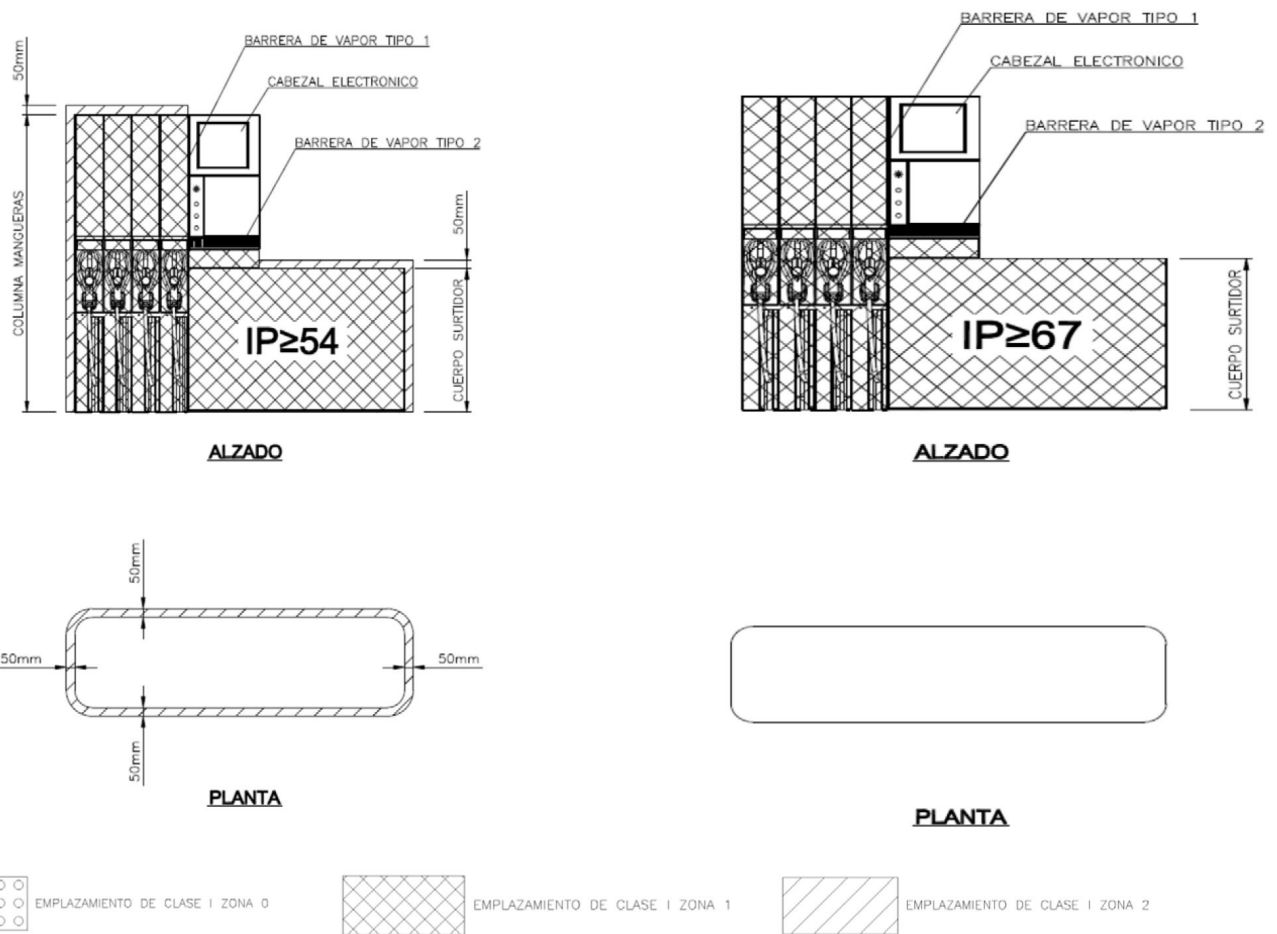 BARRERA DE VAPOR TIPO 1
CABEZAL ELECTRONICO
BARRERA DE VAPOR TIPO 2
50mm
COLUMNA MANGUERAS
50mm
CUERPO SURTIDOR
IP≥54
ALZADO
BARRERA DE VAPOR TIPO 1
CABEZAL ELECTRONICO
BARRERA DE VAPOR TIPO 2
CUERPO SURTIDOR
IP≥67
ALZADO
50mm
50mm
50mm
50mm
PLANTA
PLANTA
EMPLAZAMIENTO DE CLASE I ZONA 0
EMPLAZAMIENTO DE CLASE I ZONA 1
EMPLAZAMIENTO DE CLASE I ZONA 2